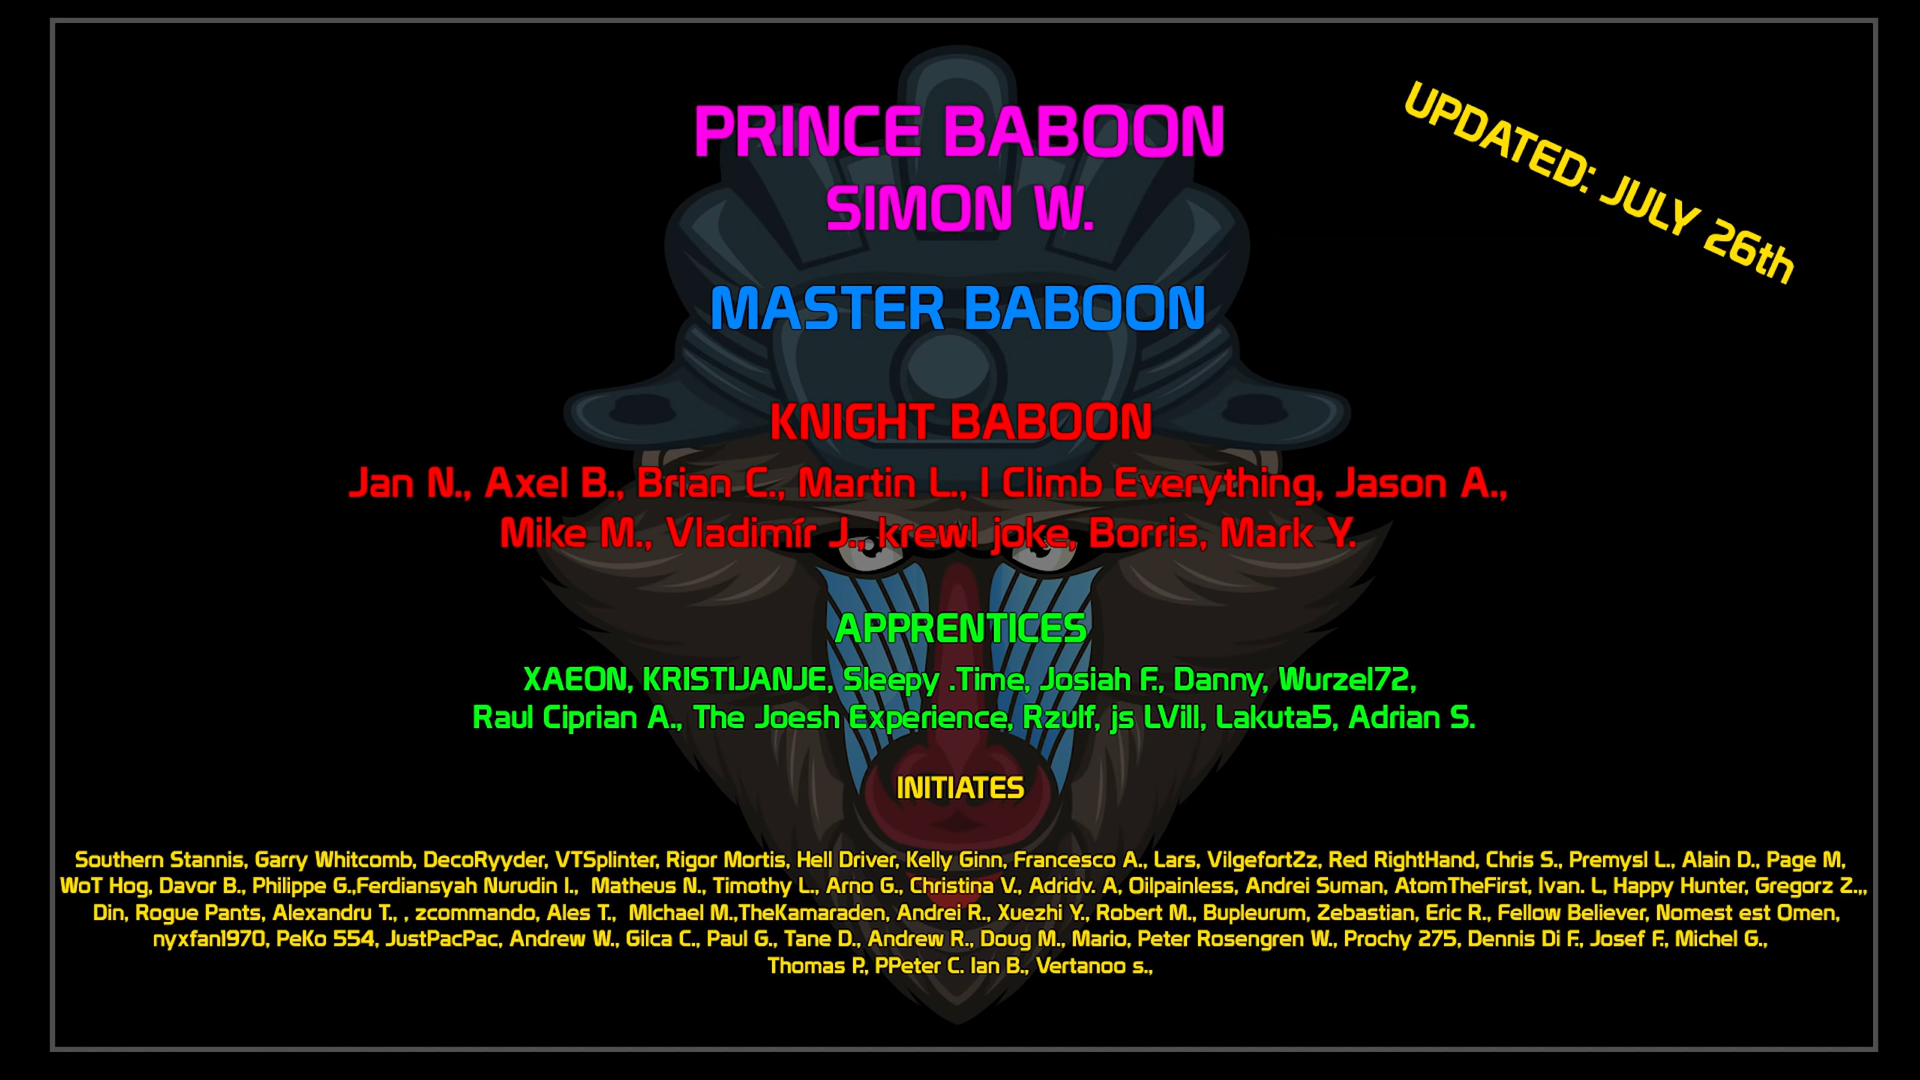 PRINCE BABOON
SIMON W.
UPDATED: JULY 26th
MASTER BABOON
KNIGHT BABOON
Jan N., Axel B., Brian C., Martin L., I Climb Everything, Jason A.,
Mike M., Vladimír J., krewl joke, Borris, Mark Y.
APPRENTICES
XAEON, KRISTIJANJE, Sleepy .Time, Josiah F., Danny, Wurzel72,
Raul Ciprian A., The Joesh Experience, Rzulf, js LVill, Lakuta5, Adrian S.
INITIATES
Southern Stannis, Garry Whitcomb, DecoRyyder, VTSplinter, Rigor Mortis, Hell Driver, Kelly Ginn, Francesco A., Lars, VilgefortZz, Red RightHand, Chris S., Premysl L., Alain D., Page M,
WoT Hog, Davor B., Philippe G.,Ferdiansyah Nurudin I.,  Matheus N., Timothy L., Arno G., Christina V., Adridv. A, Oilpainless, Andrei Suman, AtomTheFirst, Ivan. L, Happy Hunter, Gregorz Z.,,
Din, Rogue Pants, Alexandru T., , zcommando, Ales T.,  MIchael M.,TheKamaraden, Andrei R., Xuezhi Y., Robert M., Bupleurum, Zebastian, Eric R., Fellow Believer, Nomest est Omen,
nyxfan1970, PeKo 554, JustPacPac, Andrew W., Gilca C., Paul G., Tane D., Andrew R., Doug M., Mario, Peter Rosengren W., Prochy 275, Dennis Di F., Josef F., Michel G.,
Thomas P., PPeter C. Ian B., Vertanoo s.,